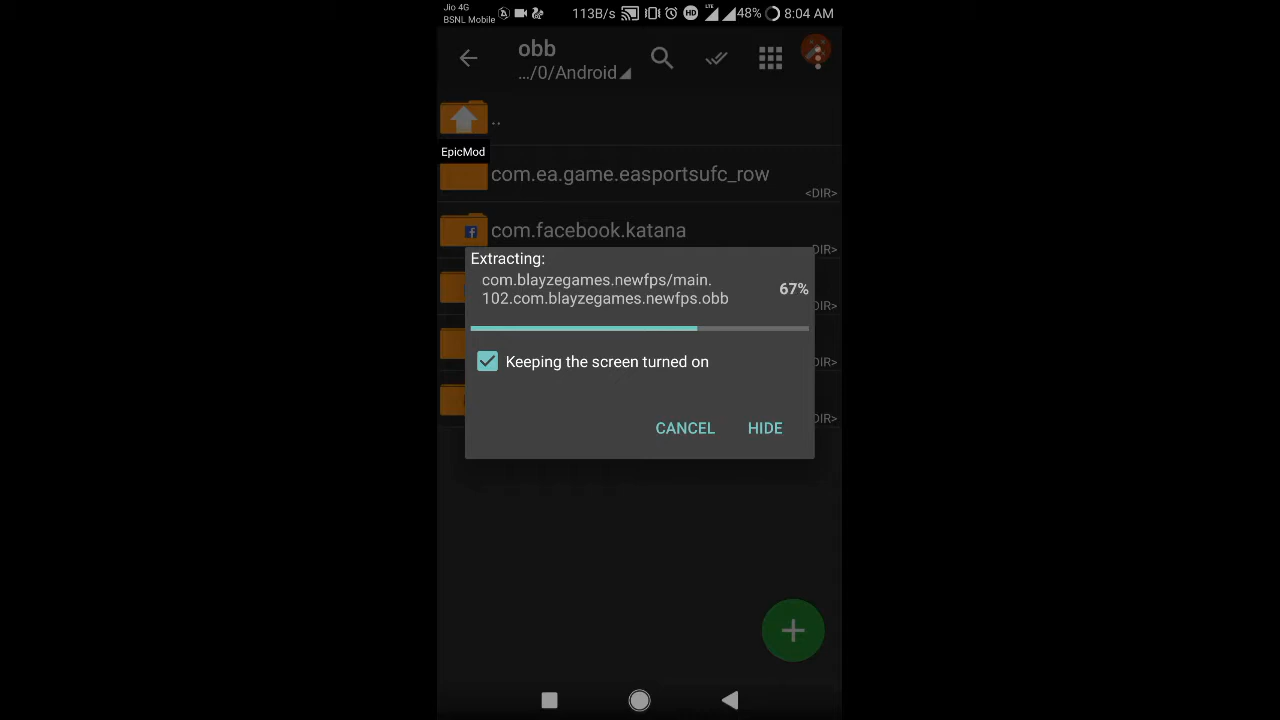 Jio 4G
BSNL Mobile
113B/s
HD
LTE
48%
8:04 AM
obb
.../0/Android
..
EpicMod
com.ea.game.easportsufc_row
<DIR>
com.facebook.katana
DIR>
Extracting:
com.blayzegames.newfps/main.
102.com.blayzegames.newfps.obb
67%
DIR>
Keeping the screen turned on
DIR>
DIR>
CANCEL
HIDE